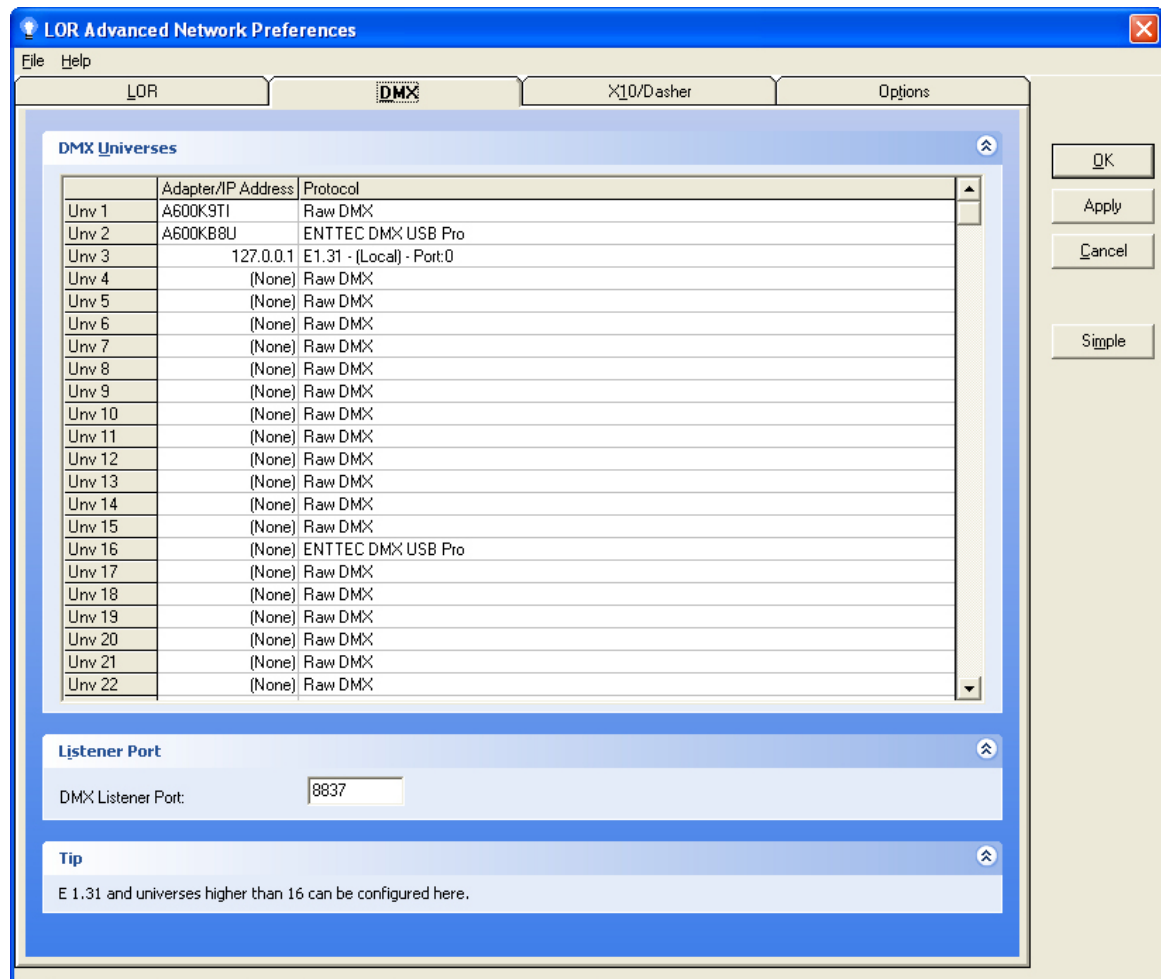 LOR Advanced Network Preferences
File Help
LOR DMX X10/Dasher Options
DMX Universes
OK
Apply
Cancel
Simple
Adapter/IP Address Protocol
Unv 1 A600K9TI Raw DMX
Unv 2 A600KB8U ENTTEC DMX USB Pro
Unv 3 127.0.0.1 E1.31 - (Local) - Port:0
Unv 4 (None) Raw DMX
Unv 5 (None) Raw DMX
Unv 6 (None) Raw DMX
Unv 7 (None) Raw DMX
Unv 8 (None) Raw DMX
Unv 9 (None) Raw DMX
Unv 10 (None) Raw DMX
Unv 11 (None) Raw DMX
Unv 12 (None) Raw DMX
Unv 13 (None) Raw DMX
Unv 14 (None) Raw DMX
Unv 15 (None) Raw DMX
Unv 16 (None) ENTTEC DMX USB Pro
Unv 17 (None) Raw DMX
Unv 18 (None) Raw DMX
Unv 19 (None) Raw DMX
Unv 20 (None) Raw DMX
Unv 21 (None) Raw DMX
Unv 22 (None) Raw DMX
Listener Port
DMX Listener Port: 8837
Tip
E 1.31 and universes higher than 16 can be configured here.